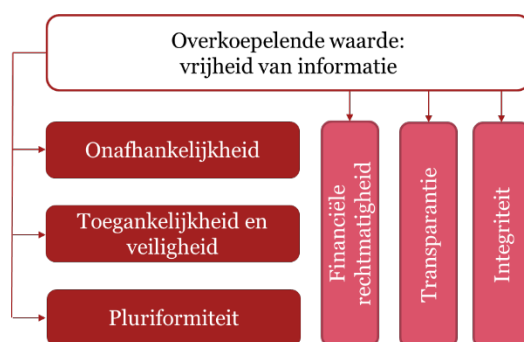 Overkoepelende waarde:
vrijheid van informatie
Onafhankelijkheid
Toegankelijkheid en
veiligheid
Pluriformiteit
Financiële
rechtmatigheid
Transparantie
Integriteit